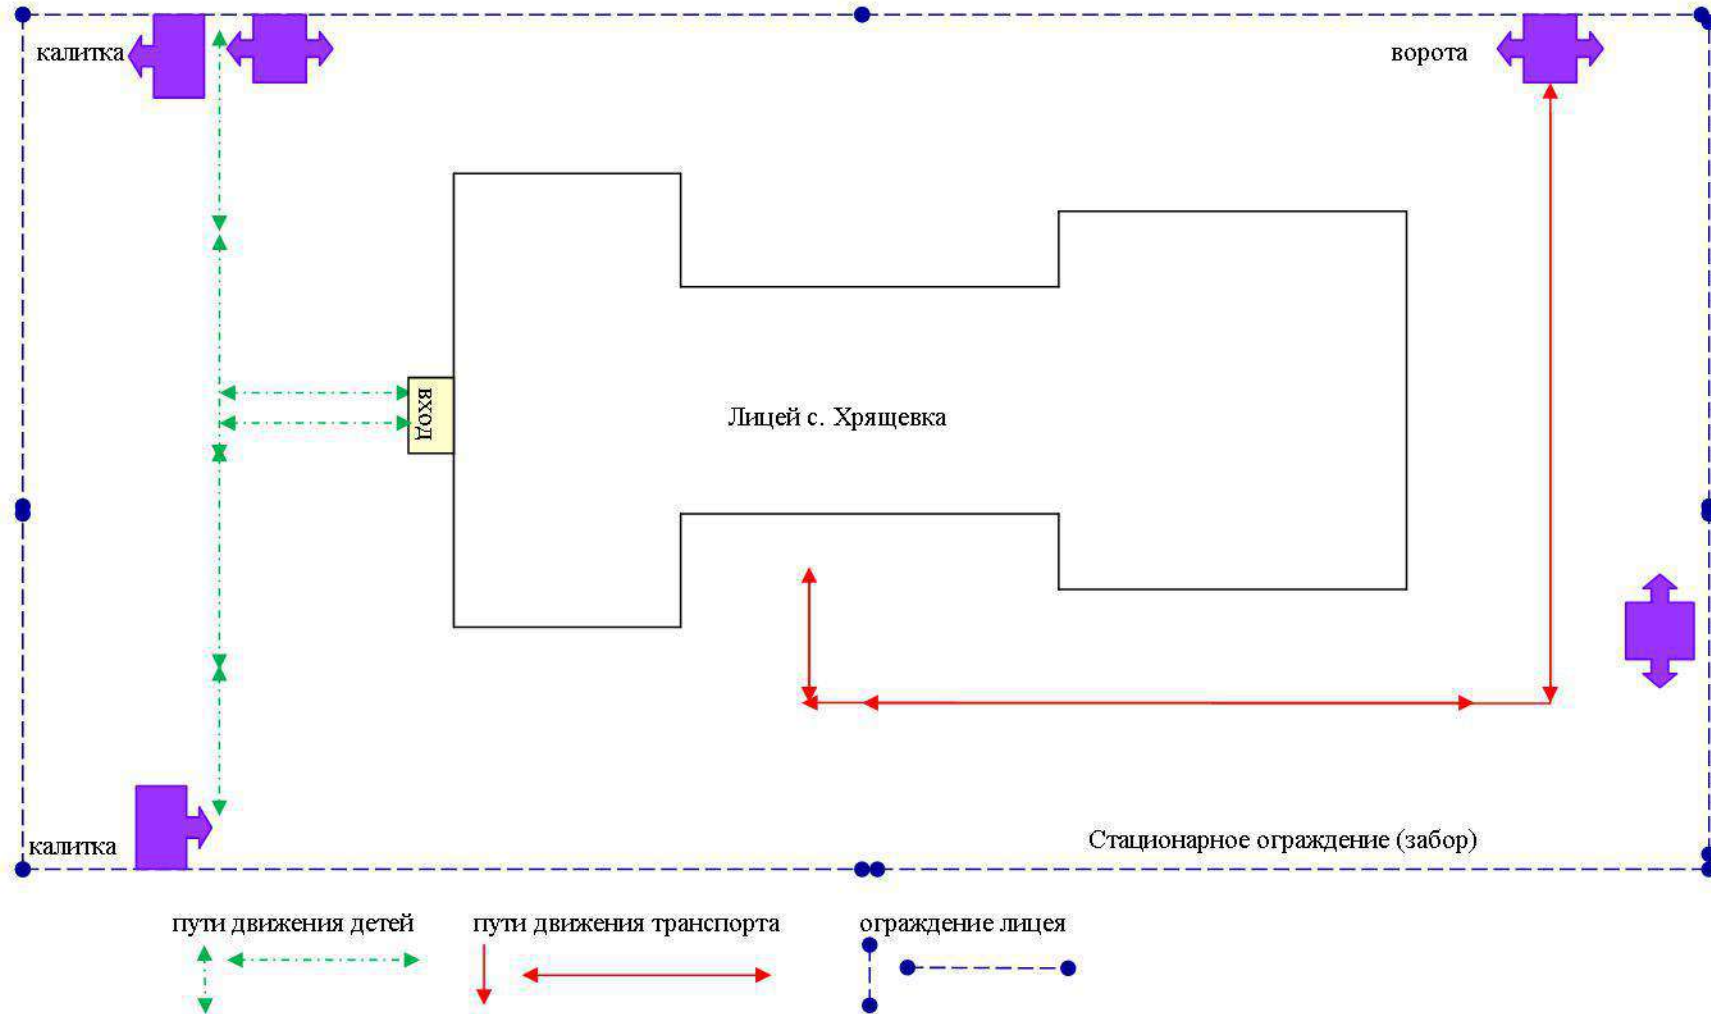 калитка
ворота
вход
Лицей с. Хрящевка
калитка
Стационарное ограждение (забор)
пути движения детей
пути движения транспорта
ограждение лицея